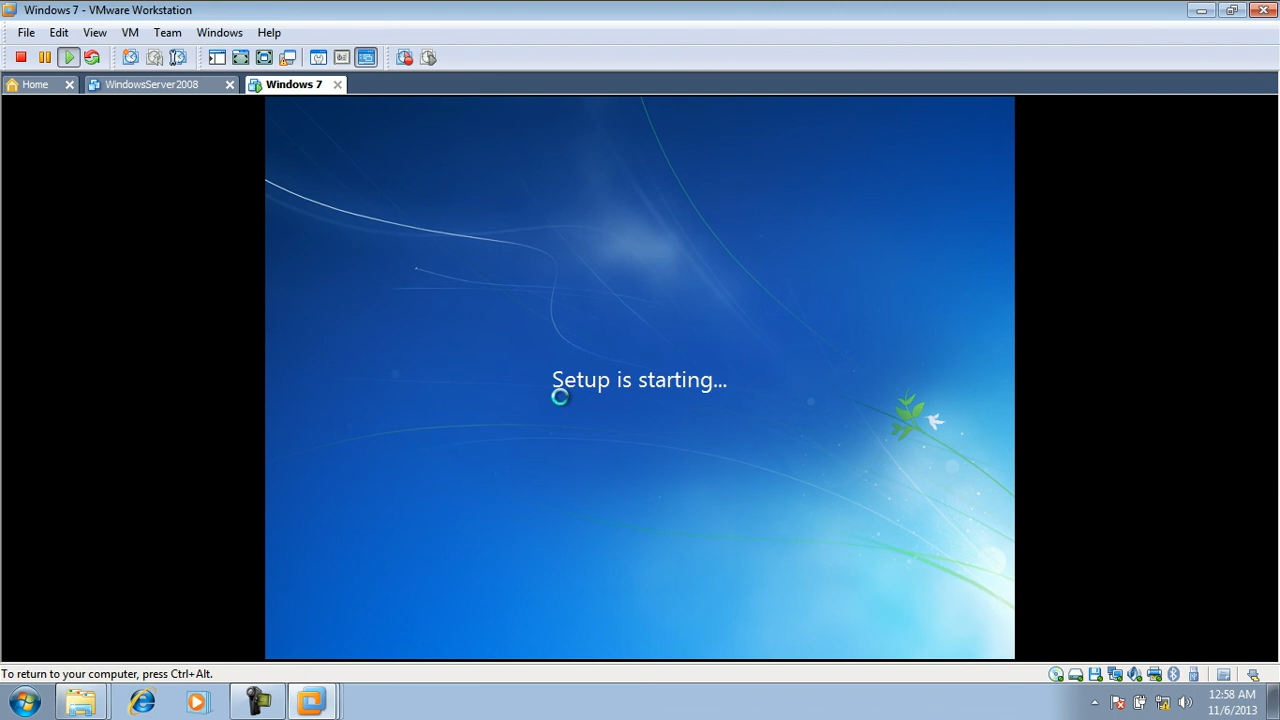 Windows 7 - VMware Workstation
File Edit View VM Team Windows Help
Home WindowsServer2008 Windows 7
Setup is starting...
To return to your computer, press Ctrl+Alt.
12:58 AM
11/6/2013